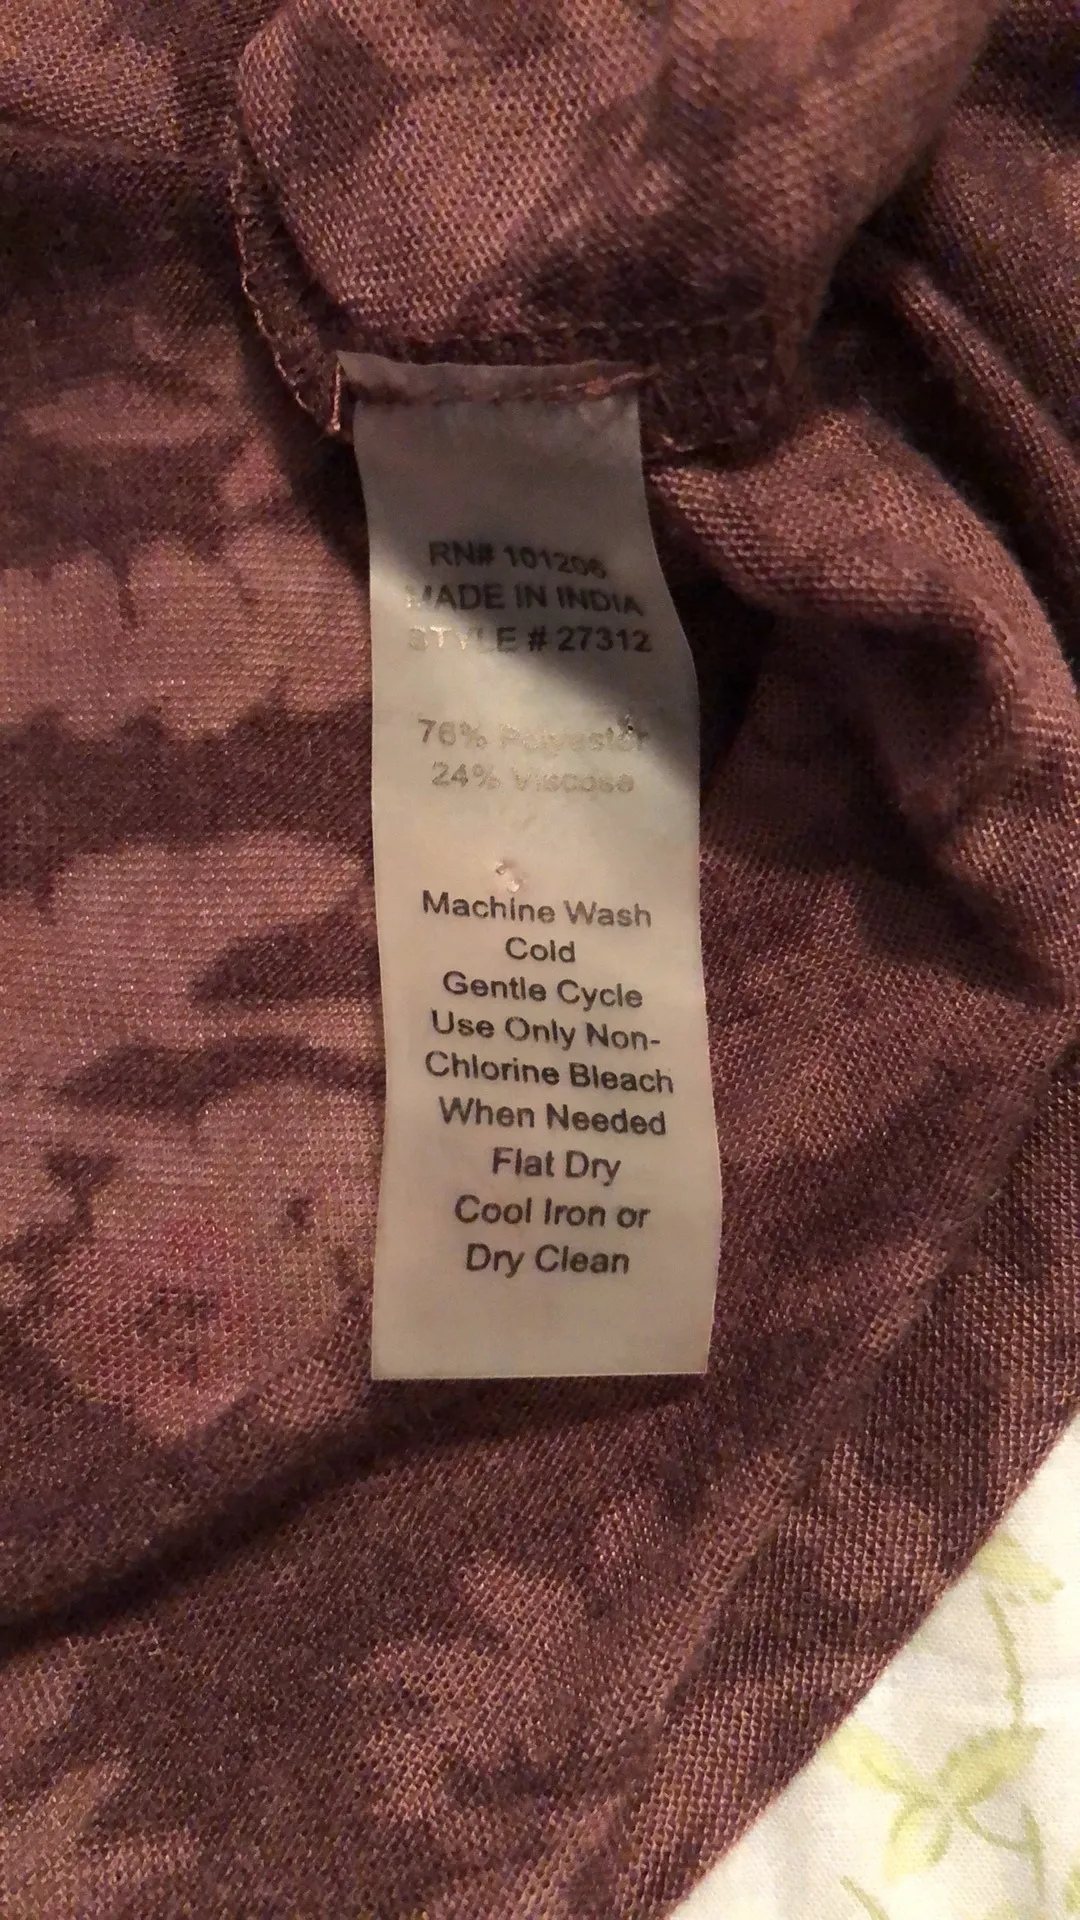 RN# 101206
MADE IN INDIA
STYLE # 27312
76% Polyester
24% Viscose
Machine Wash
Cold
Gentle Cycle
Use Only Non-
Chlorine Bleach
When Needed
Flat Dry
Cool Iron or
Dry Clean